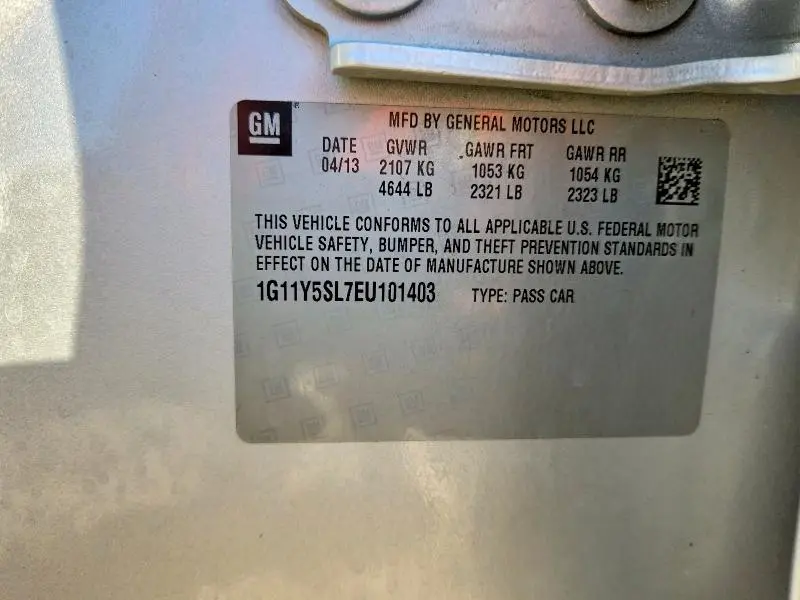 GM
MFD BY GENERAL MOTORS LLC
DATE GVWR GAWR FRT GAWR RR
04/13 2107 KG 1053 KG 1054 KG
4644 LB 2321 LB 2323 LB
THIS VEHICLE CONFORMS TO ALL APPLICABLE U.S. FEDERAL MOTOR
VEHICLE SAFETY, BUMPER, AND THEFT PREVENTION STANDARDS IN
EFFECT ON THE DATE OF MANUFACTURE SHOWN ABOVE.
1G11Y5SL7EU101403 TYPE: PASS CAR